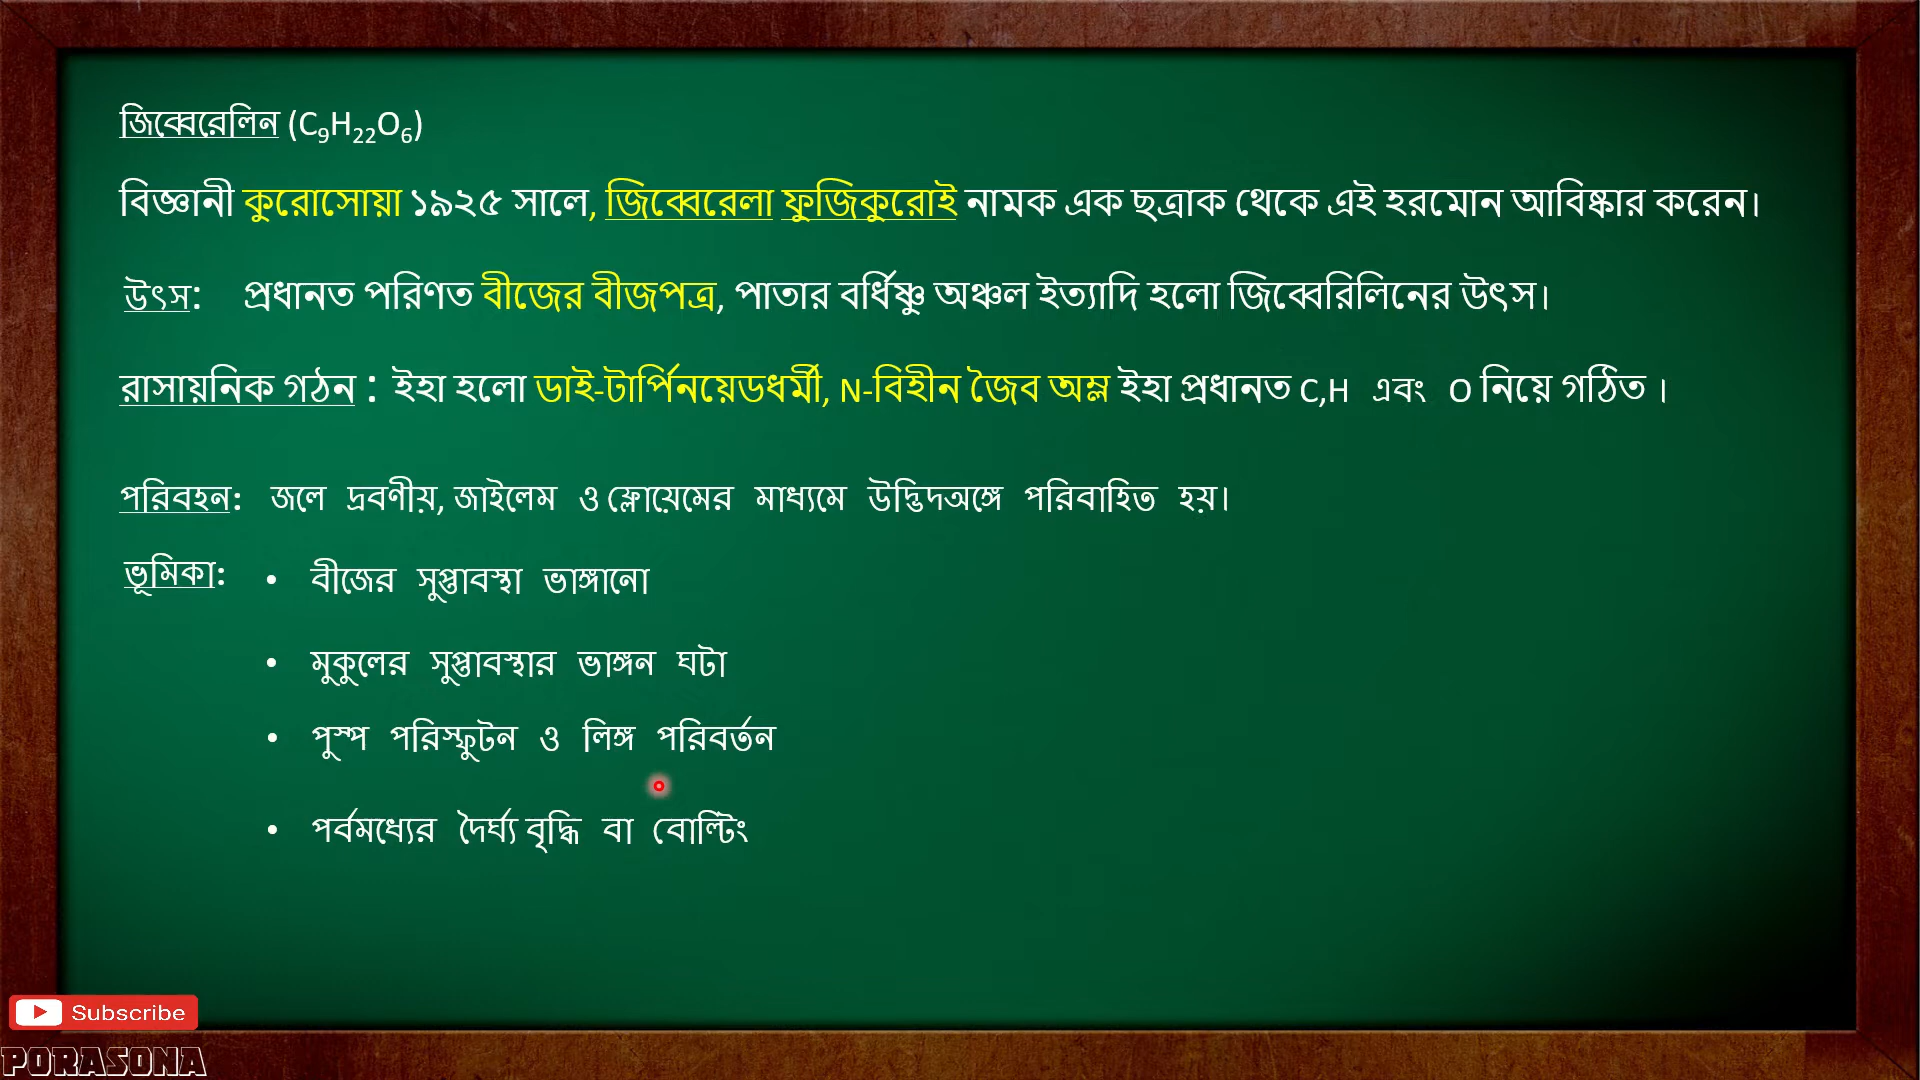 জিব্বেরেলিন (C₉H₂₂O₆)
বিজ্ঞানী কুরোসোয়া ১৯২৫ সালে, জিব্বেরেলা ফুজিকুরোই নামক এক ছত্রাক থেকে এই হরমোন আবিষ্কার করেন।
উৎস: প্রধানত পরিণত বীজের বীজপত্র, পাতার বর্ধিষ্ণু অঞ্চল ইত্যাদি হলো জিব্বেরিলিনের উৎস।
রাসায়নিক গঠন : ইহা হলো ডাই-টার্পিনয়েডধর্মী, N-বিহীন জৈব অম্ল ইহা প্রধানত C,H এবং O নিয়ে গঠিত ।
পরিবহন: জলে দ্রবণীয়, জাইলেম ও ফ্লোয়েমের মাধ্যমে উদ্ভিদঅঙ্গে পরিবাহিত হয়।
ভূমিকা: • বীজের সুপ্তাবস্থা ভাঙ্গানো
• মুকুলের সুপ্তাবস্থার ভাঙ্গন ঘটা
• পুস্প পরিস্ফুটন ও লিঙ্গ পরিবর্তন
• পর্বমধ্যের দৈর্ঘ্য বৃদ্ধি বা বোল্টিং
Subscribe
PORASONA